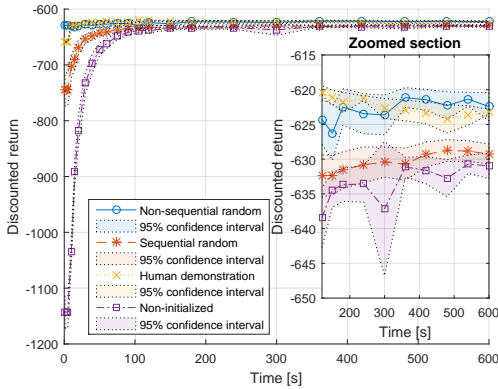 -600
-700
-800
-900
-1000
-1100
-1200
Discounted return
0
100
200
300
400
500
600
Time [s]
Non-sequential random
95% confidence interval
Sequential random
95% confidence interval
Human demonstration
95% confidence interval
Non-initialized
95% confidence interval
Zoomed section
-615
-620
-625
-630
-635
-640
-645
-650
Discounted return
200
300
400
500
600
Time [s]